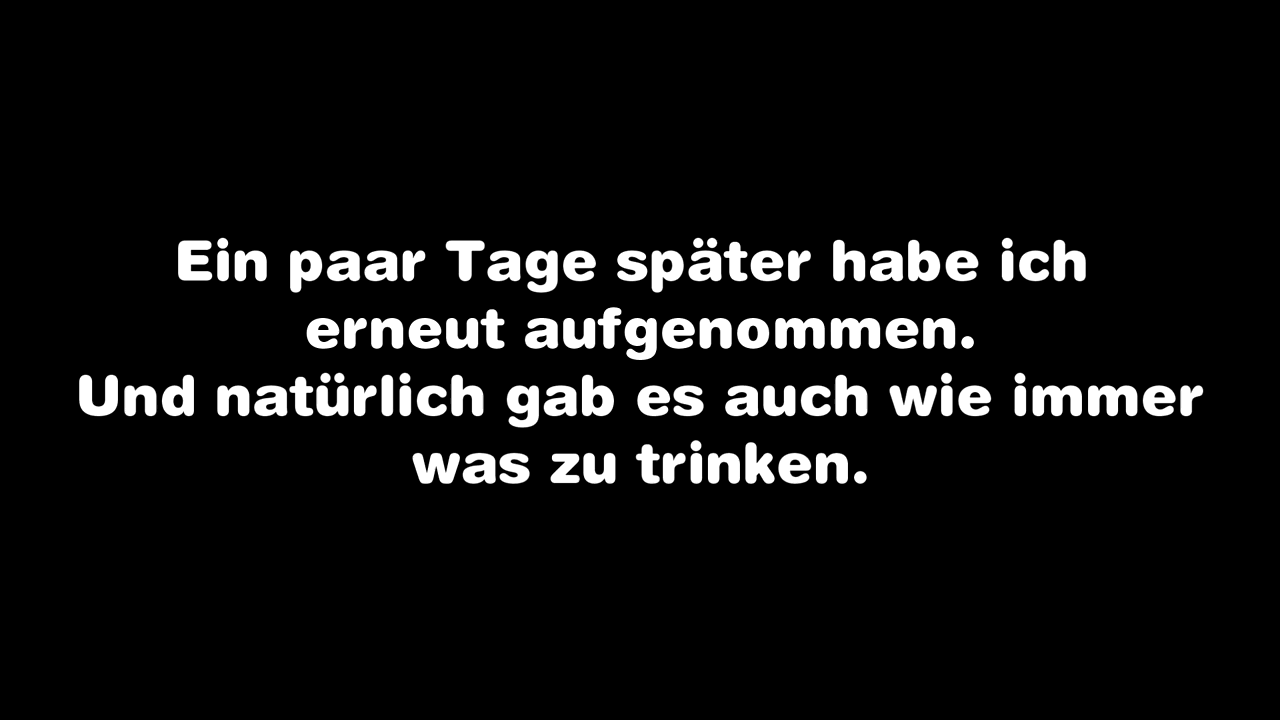 Ein paar Tage später habe ich
erneut aufgenommen.
Und natürlich gab es auch wie immer
was zu trinken.